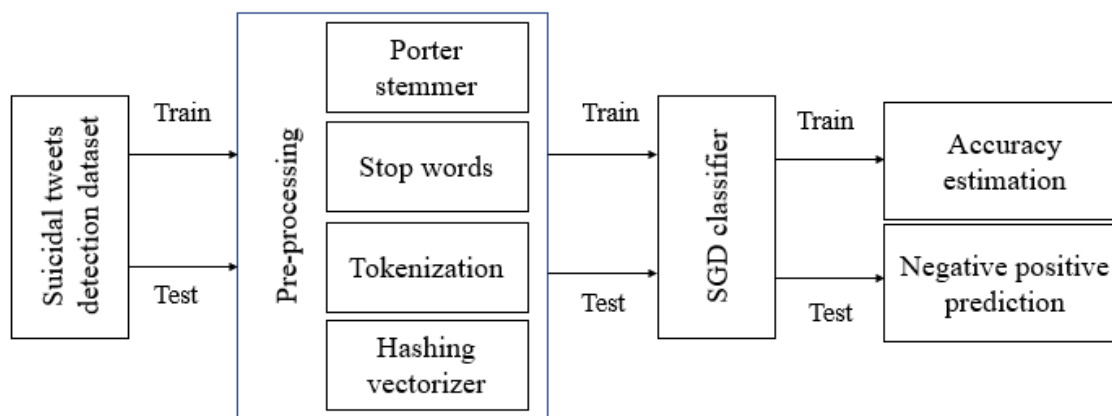 Suicidal tweets
detection dataset
Train
Test
Pre-processing
Porter
stemmer
Stop words
Tokenization
Hashing
vectorizer
Train
Test
SGD classifier
Train
Test
Accuracy
estimation
Negative positive
prediction